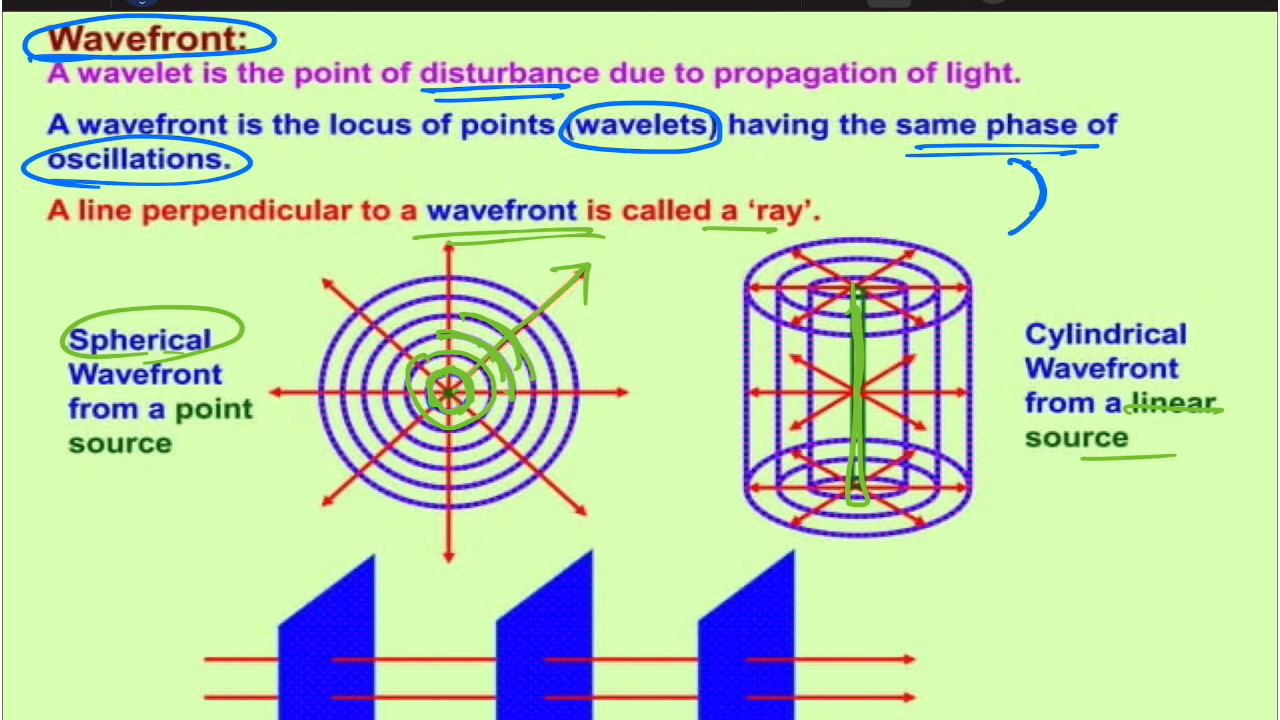 Wavefront:
A wavelet is the point of disturbance due to propagation of light.
A wavefront is the locus of points (wavelets) having the same phase of
oscillations.
A line perpendicular to a wavefront is called a ‘ray’.
Spherical
Wavefront
from a point
source
Cylindrical
Wavefront
from a linear
source